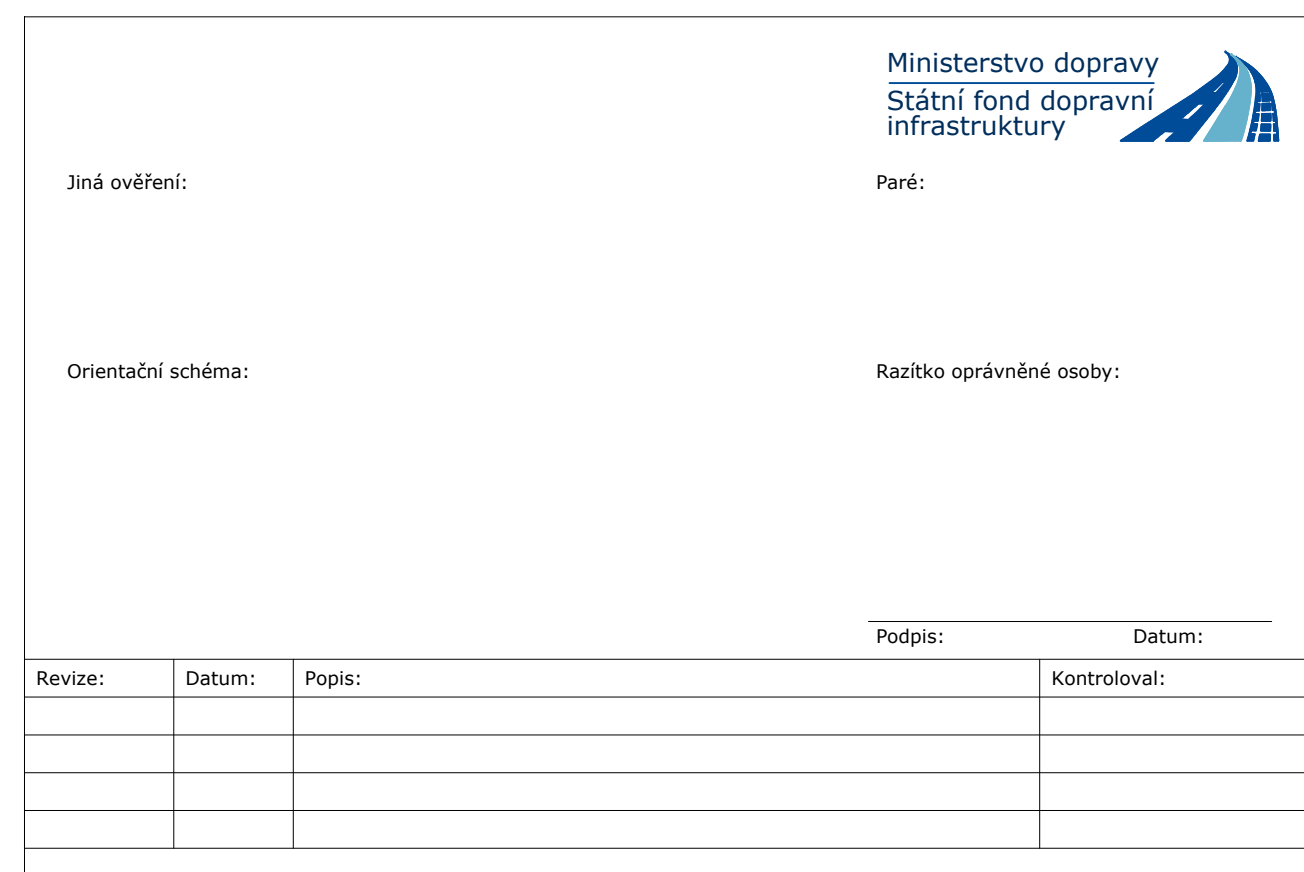 Ministerstvo dopravy
Státní fond dopravní
infrastruktury
Jiná ověření:
Paré:
Orientační schéma:
Razítko oprávněné osoby:
Podpis:
Datum:
Revize:
Datum:
Popis:
Kontroloval: